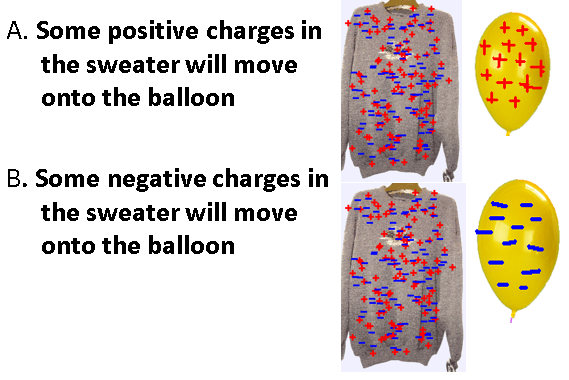 A. Some positive charges in
the sweater will move
onto the balloon
B. Some negative charges in
the sweater will move
onto the balloon